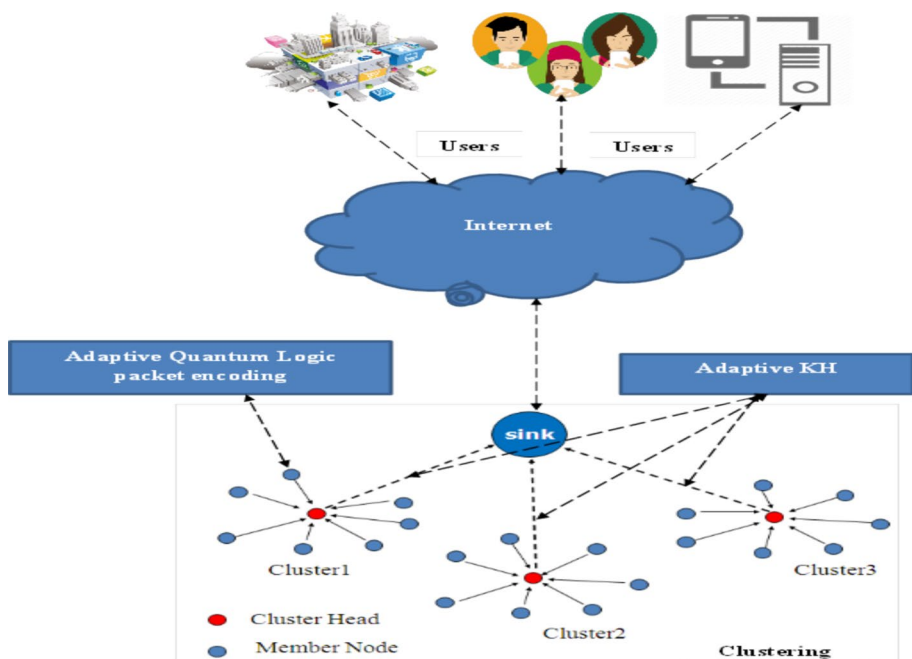 Users
Users
Internet
Adaptive Quantum Logic
packet encoding
Adaptive KH
sink
Cluster1
Cluster2
Cluster3
Cluster Head
Member Node
Clustering